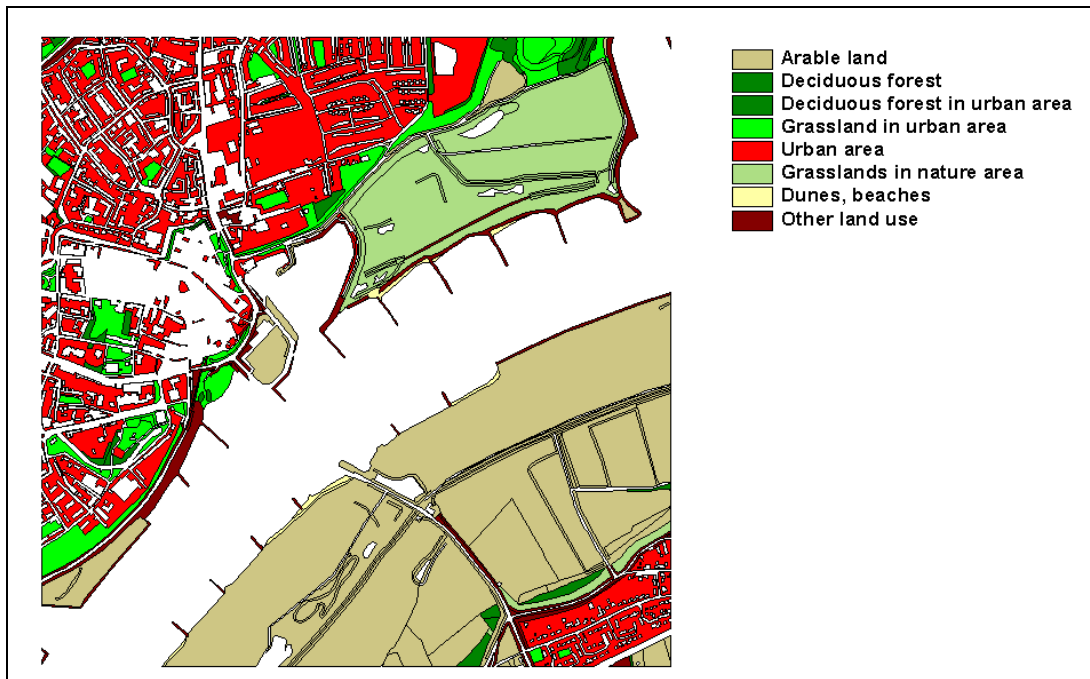 Arable land
Deciduous forest
Deciduous forest in urban area
Grassland in urban area
Urban area
Grasslands in nature area
Dunes, beaches
Other land use